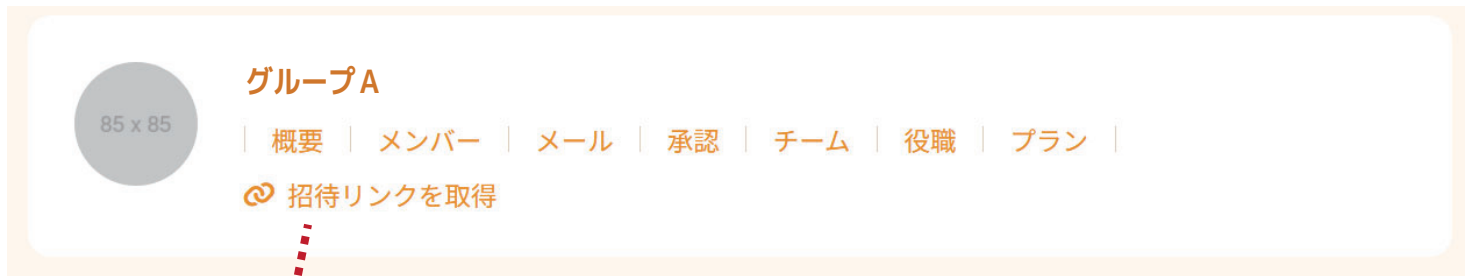 グループA
85 x 85
| 概要 | メンバー | メール | 承認 | チーム | 役職 | プラン |
招待リンクを取得